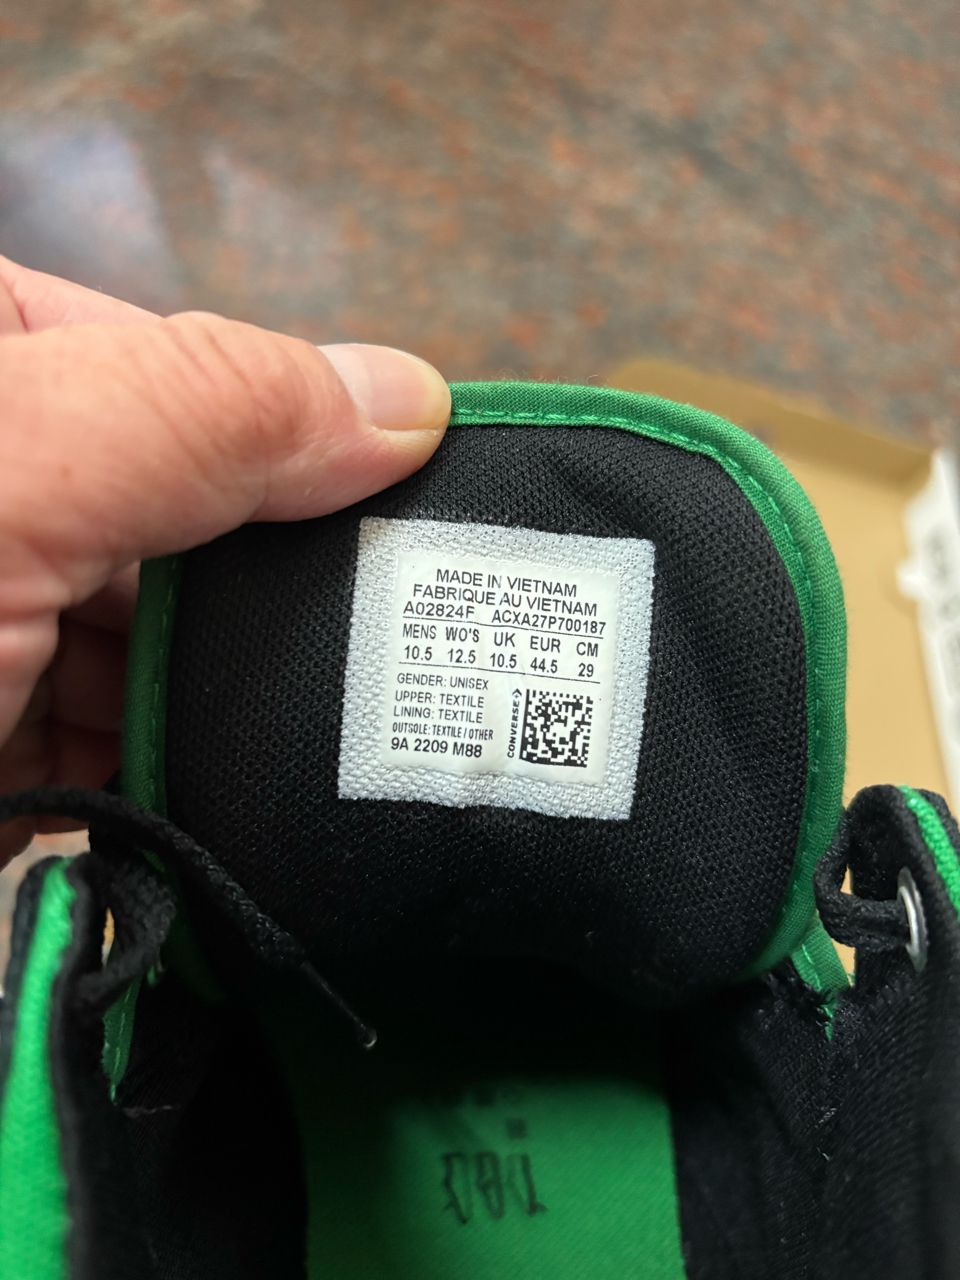 MADE IN VIETNAM
FABRIQUE AU VIETNAM
A02824F ACXA27P700187
MENS WO'S UK EUR CM
10.5 12.5 10.5 44.5 29
GENDER: UNISEX
UPPER: TEXTILE
LINING: TEXTILE
OUTSOLE: TEXTILE / OTHER
9A 2209 M88
CONVERSE